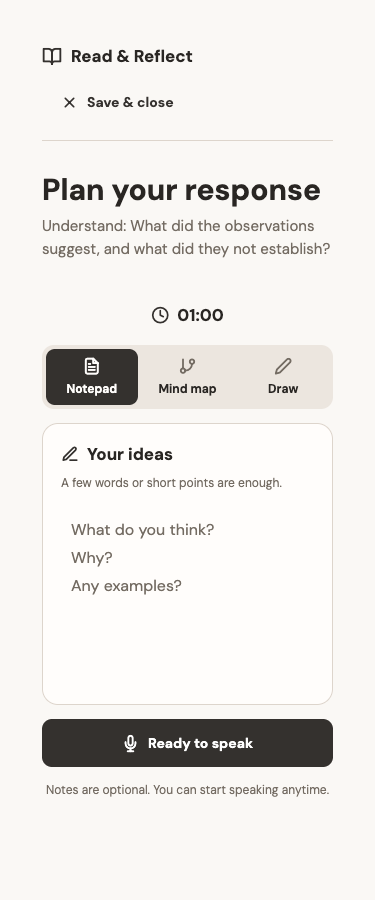 Read & Reflect
Save & close
Plan your response
Understand: What did the observations
suggest, and what did they not establish?
01:00
Notepad
Mind map
Draw
Your ideas
A few words or short points are enough.
What do you think?
Why?
Any examples?
Ready to speak
Notes are optional. You can start speaking anytime.